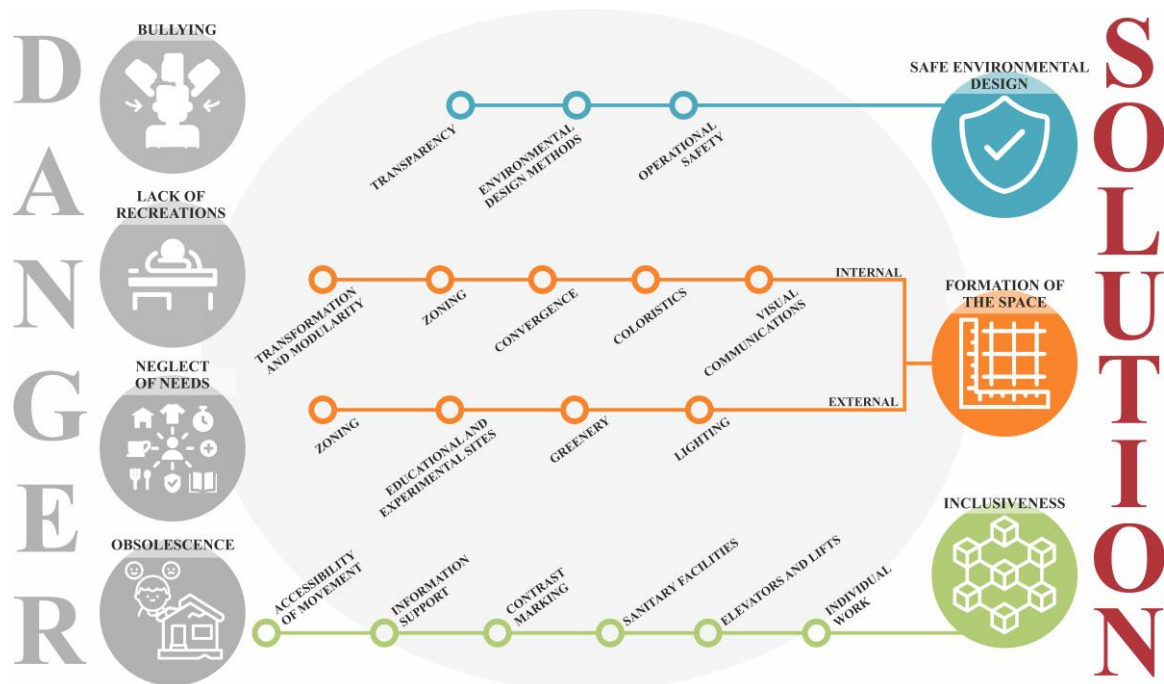 DANGER
BULLYING
LACK OF
RECREATIONS
NEGLECT
OF NEEDS
OBSOLESCENCE
TRANSPARENCY
ENVIRONMENTAL
DESIGN METHODS
OPERATIONAL
SAFETY
SAFE ENVIRONMENTAL
DESIGN
TRANSFORMATION
AND MODULARITY
ZONING
CONVERGENCE
COLORISTICS
VISUAL
COMMUNICATIONS
INTERNAL
FORMATION OF
THE SPACE
ZONING
EDUCATIONAL AND
EXPERIMENTAL SITES
GREENERY
LIGHTING
EXTERNAL
ACCESSIBILITY
OF MOVEMENT
INFORMATION
SUPPORT
CONTRAST
MARKING
SANITARY FACILITIES
ELEVATORS AND LIFTS
INDIVIDUAL
WORK
INCLUSIVENESS
SOLUTION